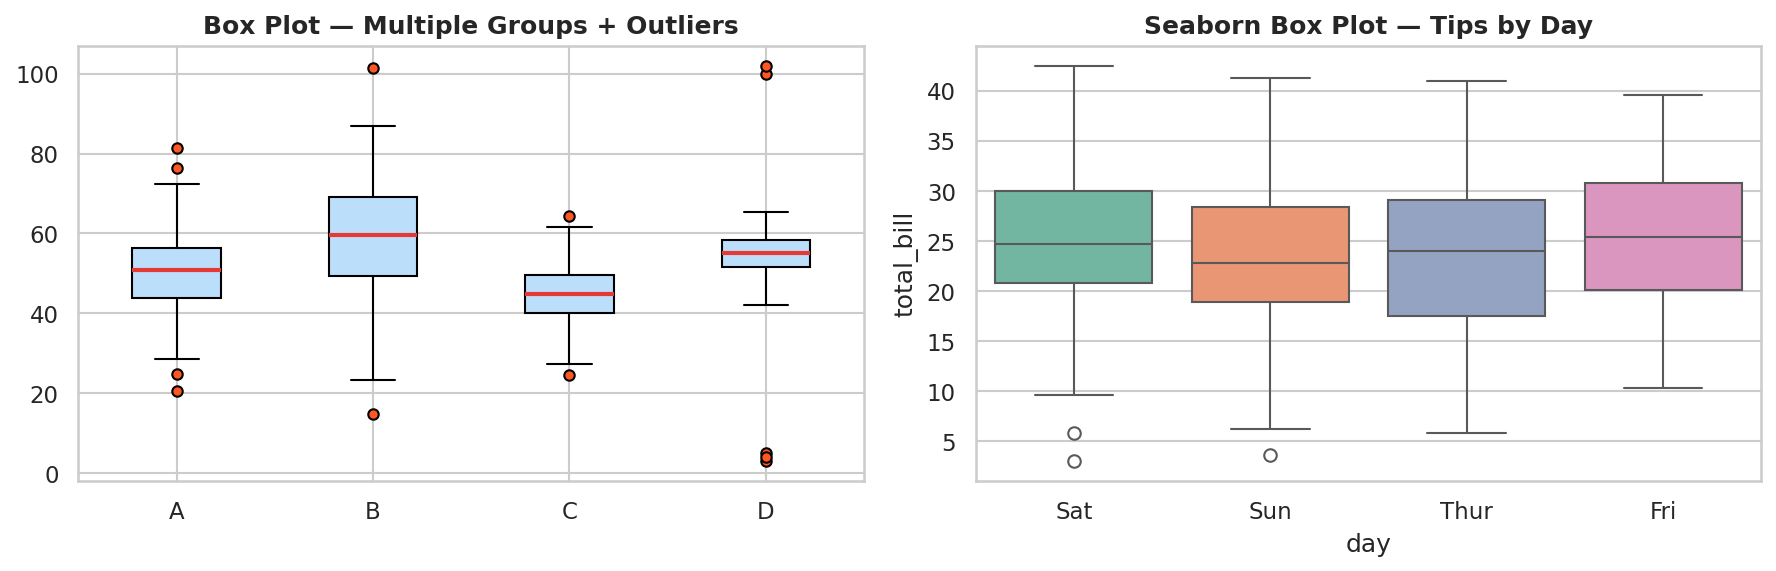 Box Plot — Multiple Groups + Outliers
100
80
60
40
20
0
A B C D
Seaborn Box Plot — Tips by Day
total_bill
40
35
30
25
20
15
10
5
Sat Sun Thur Fri
day